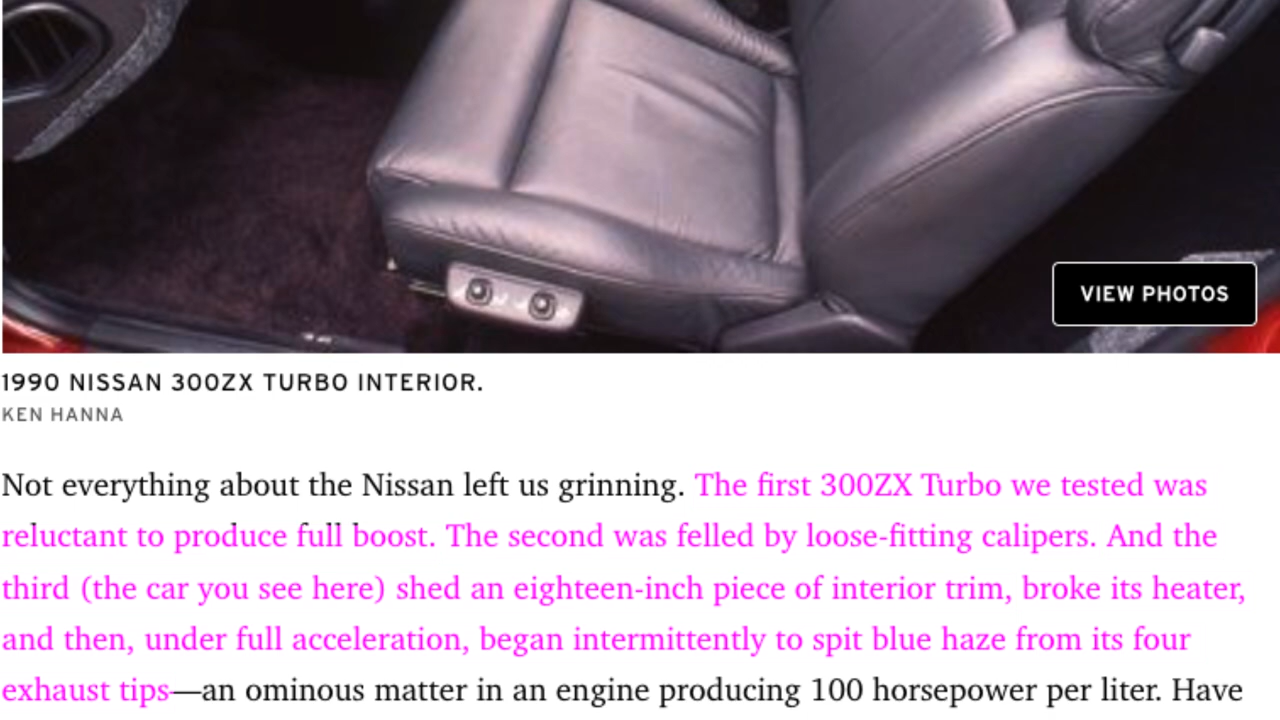 VIEW PHOTOS
1990 NISSAN 300ZX TURBO INTERIOR.
KEN HANNA
Not everything about the Nissan left us grinning. The first 300ZX Turbo we tested was
reluctant to produce full boost. The second was felled by loose-fitting calipers. And the
third (the car you see here) shed an eighteen-inch piece of interior trim, broke its heater,
and then, under full acceleration, began intermittently to spit blue haze from its four
exhaust tips—an ominous matter in an engine producing 100 horsepower per liter. Have